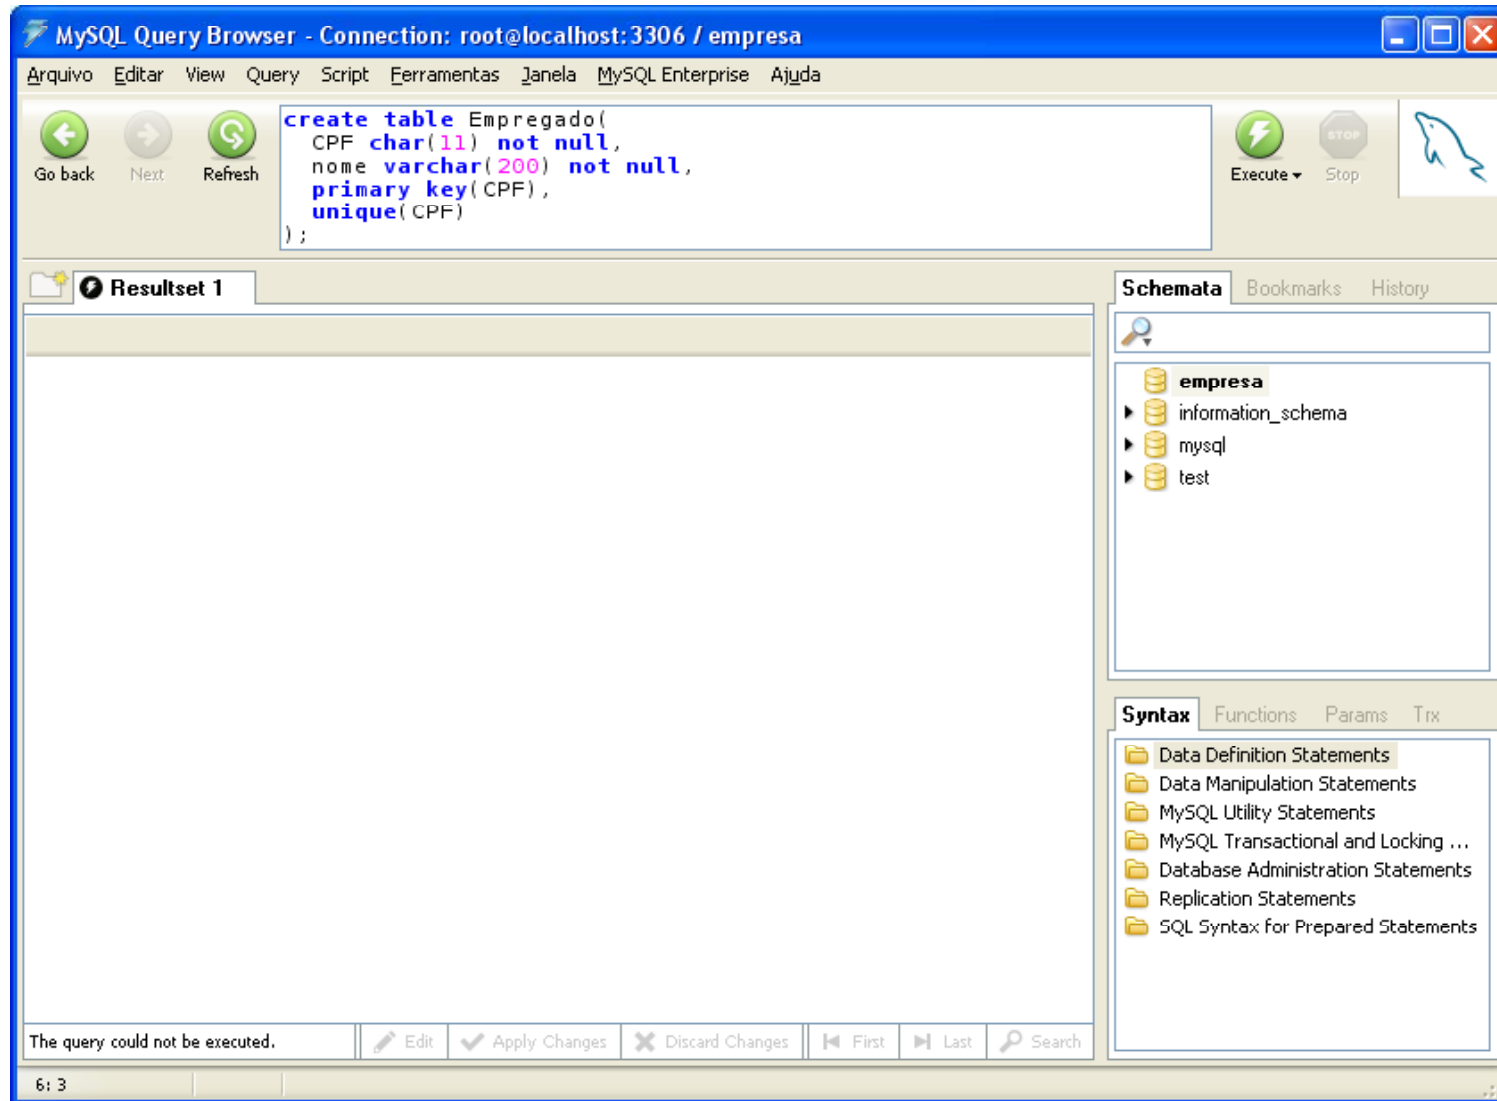 MySQL Query Browser - Connection: root@localhost:3306 / empresa
Arquivo Editar View Query Script Ferramentas Janela MySQL Enterprise Ajuda
create table Empregado(
CPF char(11) not null,
nome varchar(200) not null,
primary key(CPF),
unique(CPF)
);
Go back Next Refresh
Execute STOP Stop
Resultset 1
Schemata Bookmarks History
empresa
information_schema
mysql
test
Syntax Functions Params Trx
Data Definition Statements
Data Manipulation Statements
MySQL Utility Statements
MySQL Transactional and Locking ...
Database Administration Statements
Replication Statements
SQL Syntax for Prepared Statements
The query could not be executed. Edit Apply Changes Discard Changes First Last Search
6: 3